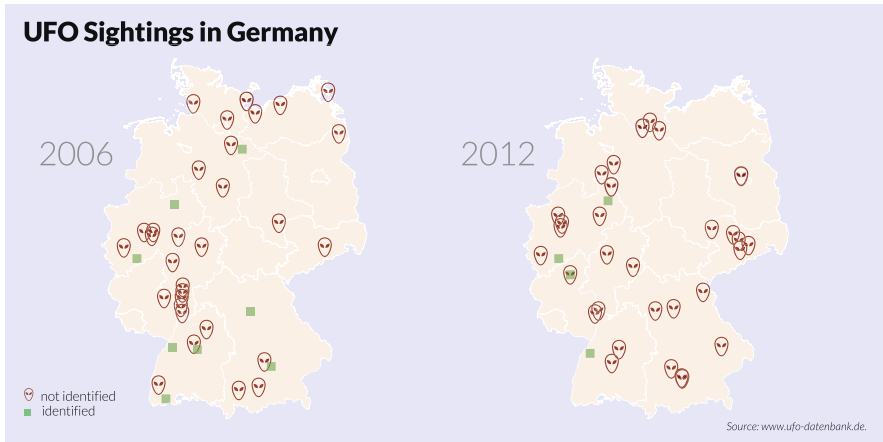 UFO Sightings in Germany
2006
2012
not identified
identified
Source: www.ufo-datenbank.de.